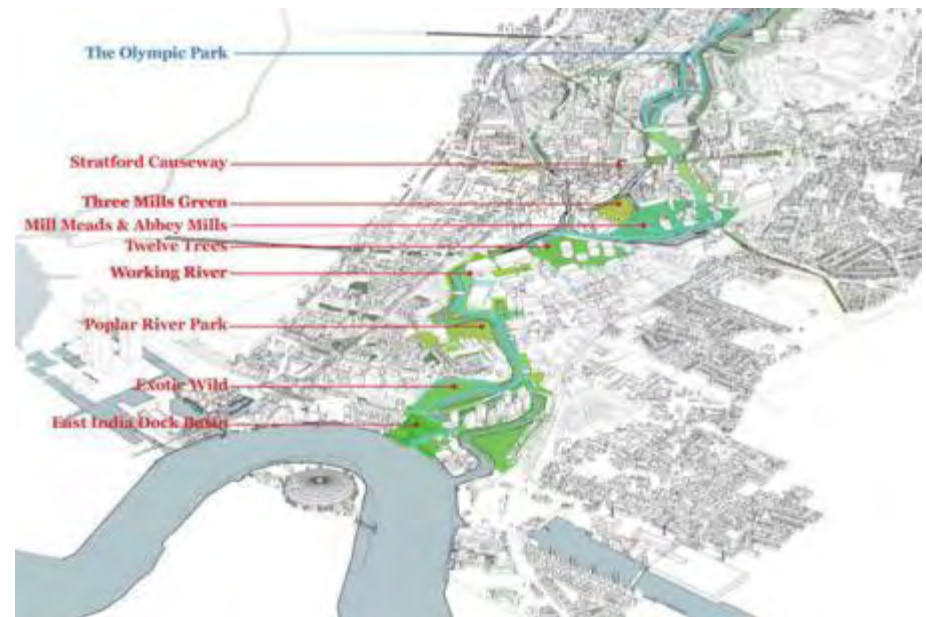 The Olympic Park
Stratford Causeway
Three Mills Green
Mill Meads & Abbey Mills
Twelve Trees
Working River
Poplar River Park
Exotic Wild
East India Dock Basin